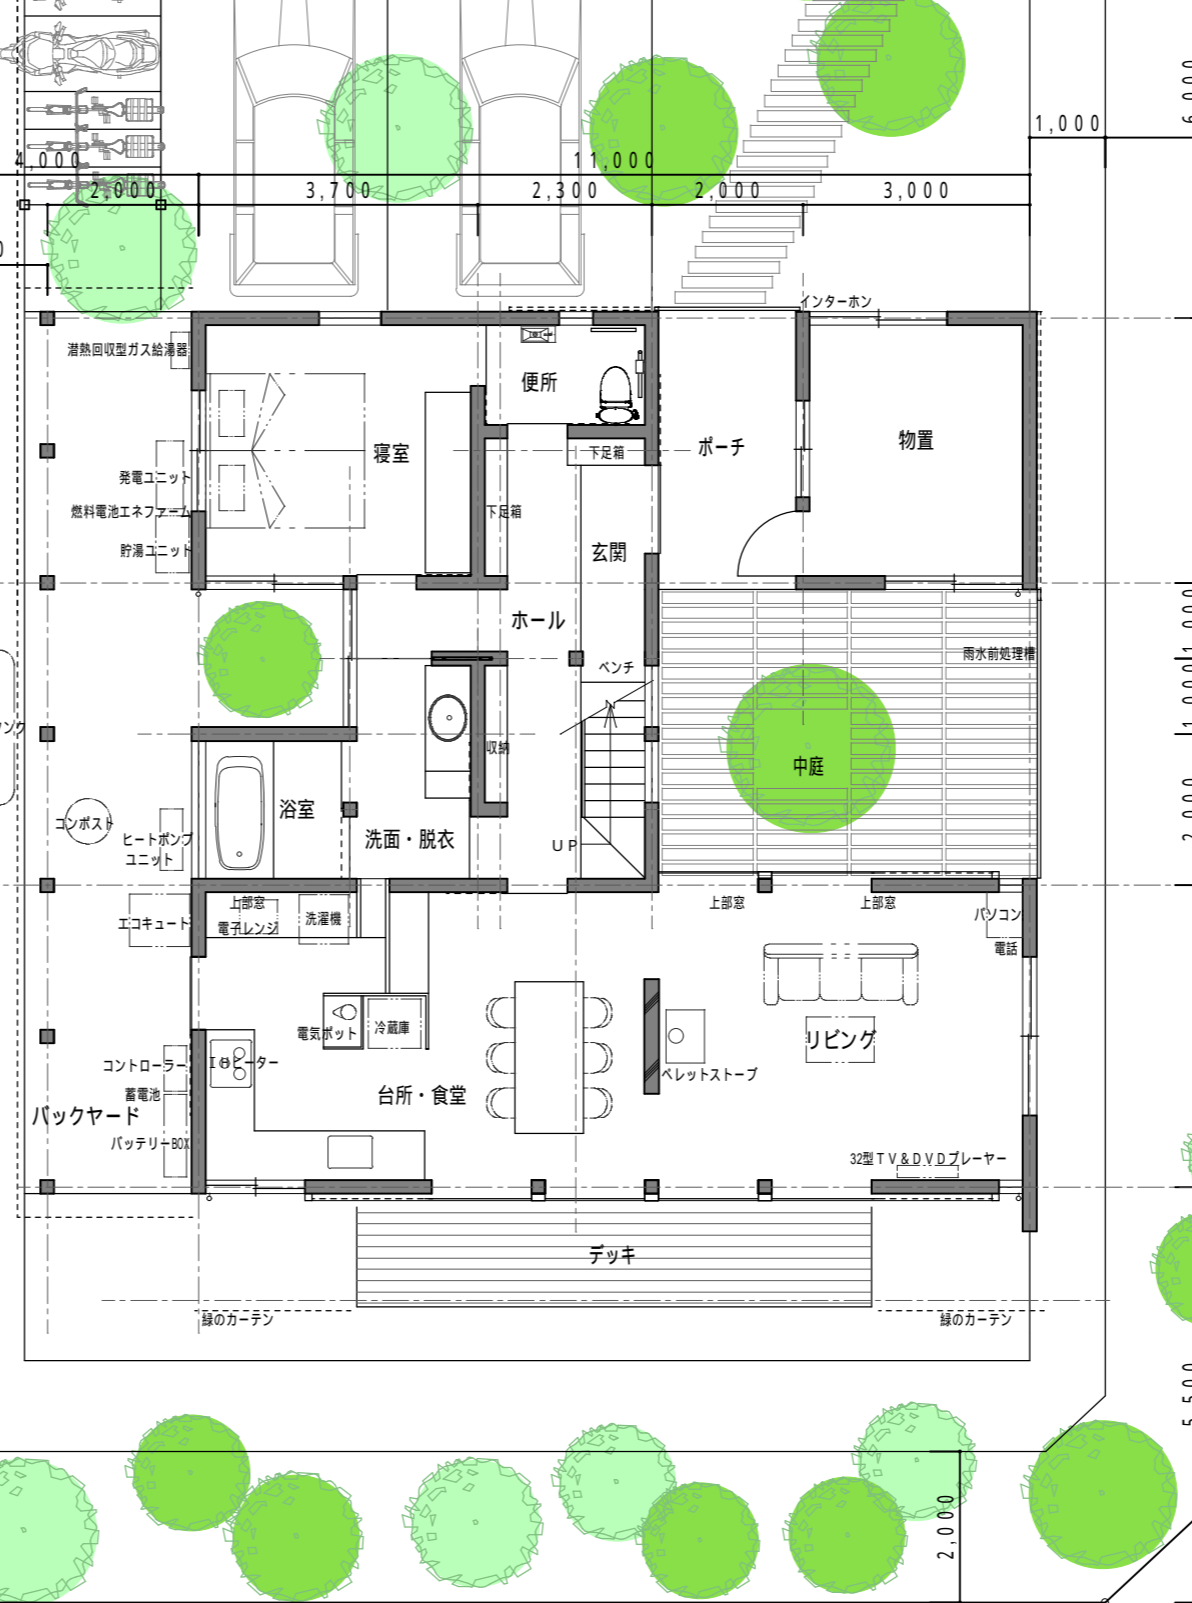 6,000
1,000
4,000
11,000
2,000
3,700
2,300
2,000
3,000
0
インターホン
潜熱回収型ガス給湯器
便所
寝室
下足箱
ポーチ
物置
発電ユニット
燃料電池エネファーム
下足箱
貯湯ユニット
玄関
ホール
1,000
ベンチ
雨水前処理槽
1,000
収納
中庭
浴室
コンポスト
ヒートポンプ
ユニット
洗面・脱衣
UP
2,000
上部窓
上部窓
上部窓
エコキュート
電子レンジ
洗濯機
パソコン
電話
電気ポット
冷蔵庫
リビング
コントローラー
IHヒーター
ペレットストーブ
蓄電池
台所・食堂
バックヤード
バッテリーBOX
32型TV&DVDプレーヤー
デッキ
緑のカーテン
緑のカーテン
5,500
2,000